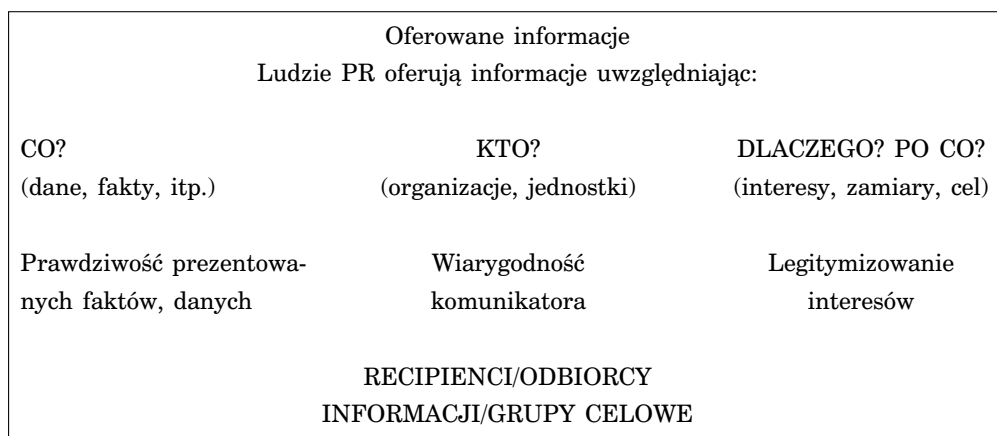 Oferowane informacje
Ludzie PR oferują informacje uwzględniając:
CO? KTO? DLACZEGO? PO CO?
(dane, fakty, itp.) (organizacje, jednostki) (interesy, zamiary, cel)
Prawdziwość prezentowa- Wiarygodność Legitymizowanie
nych faktów, danych komunikatora interesów
RECIPIENCI/ODBIORCY
INFORMACJI/GRUPY CELOWE